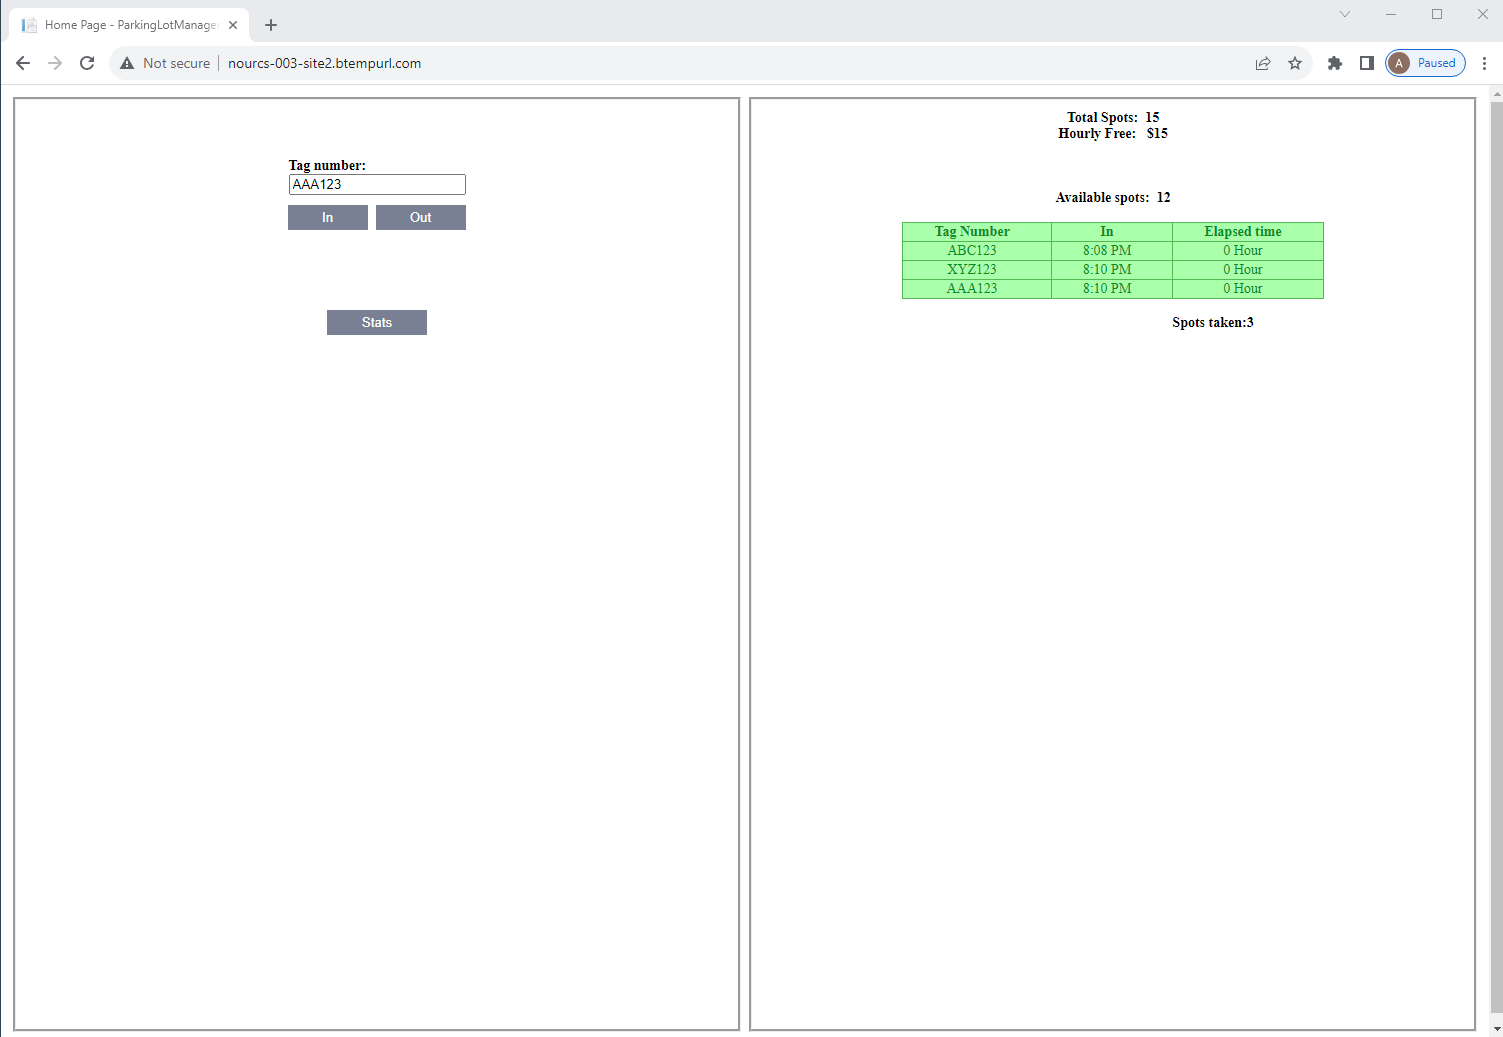 Home Page - ParkingLotManage
Not secure
nourcs-003-site2.btempurl.com
A
Paused
Tag number:
AAA123
In Out
Stats
Total Spots: 15
Hourly Free: $15
Available spots: 12
Tag Number In Elapsed time
ABC123 8:08 PM 0 Hour
XYZ123 8:10 PM 0 Hour
AAA123 8:10 PM 0 Hour
Spots taken:3